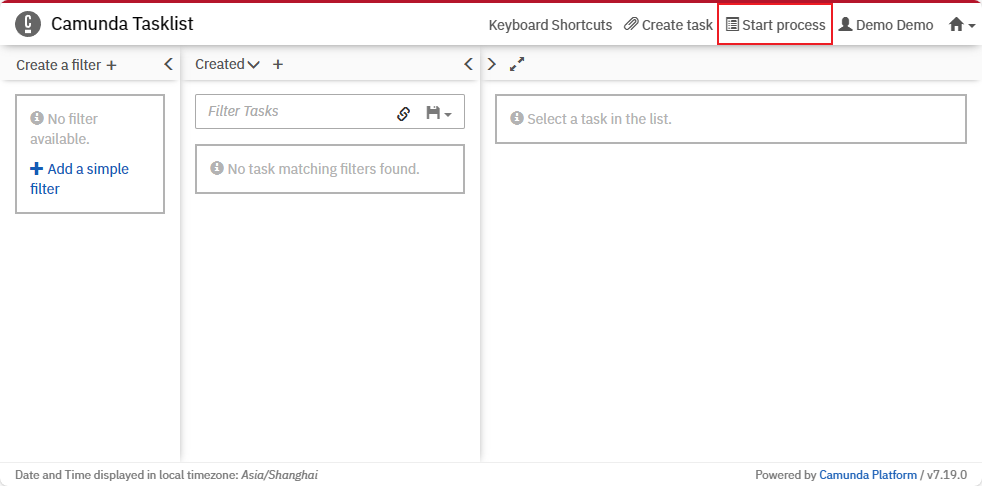 Camunda Tasklist
Keyboard Shortcuts Create task Start process Demo Demo
Create a filter +
Created +
No filter
available.
Add a simple
filter
Filter Tasks
No task matching filters found.
Select a task in the list.
Date and Time displayed in local timezone: Asia/Shanghai
Powered by Camunda Platform / v7.19.0